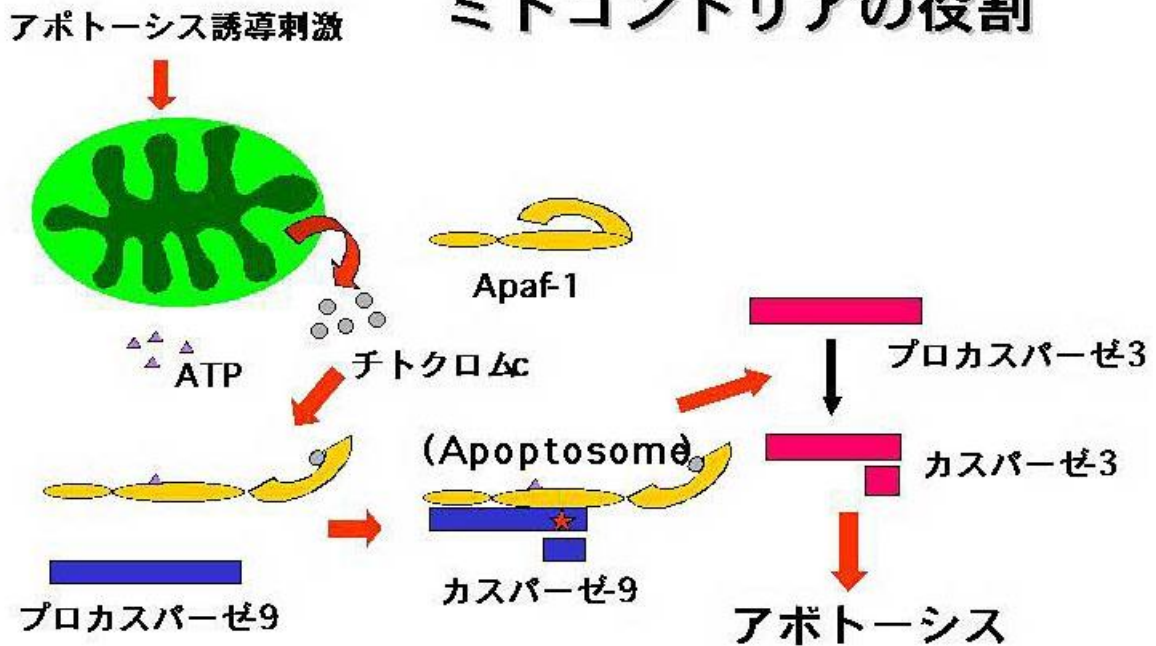 ミトコンドリアの役割
アポトーシス誘導刺激
Apaf-1
ATP
チトクロムc
プロカスパーゼ-3
(Apoptosome)
カスパーゼ-3
プロカスパーゼ-9
カスパーゼ-9
アポトーシス